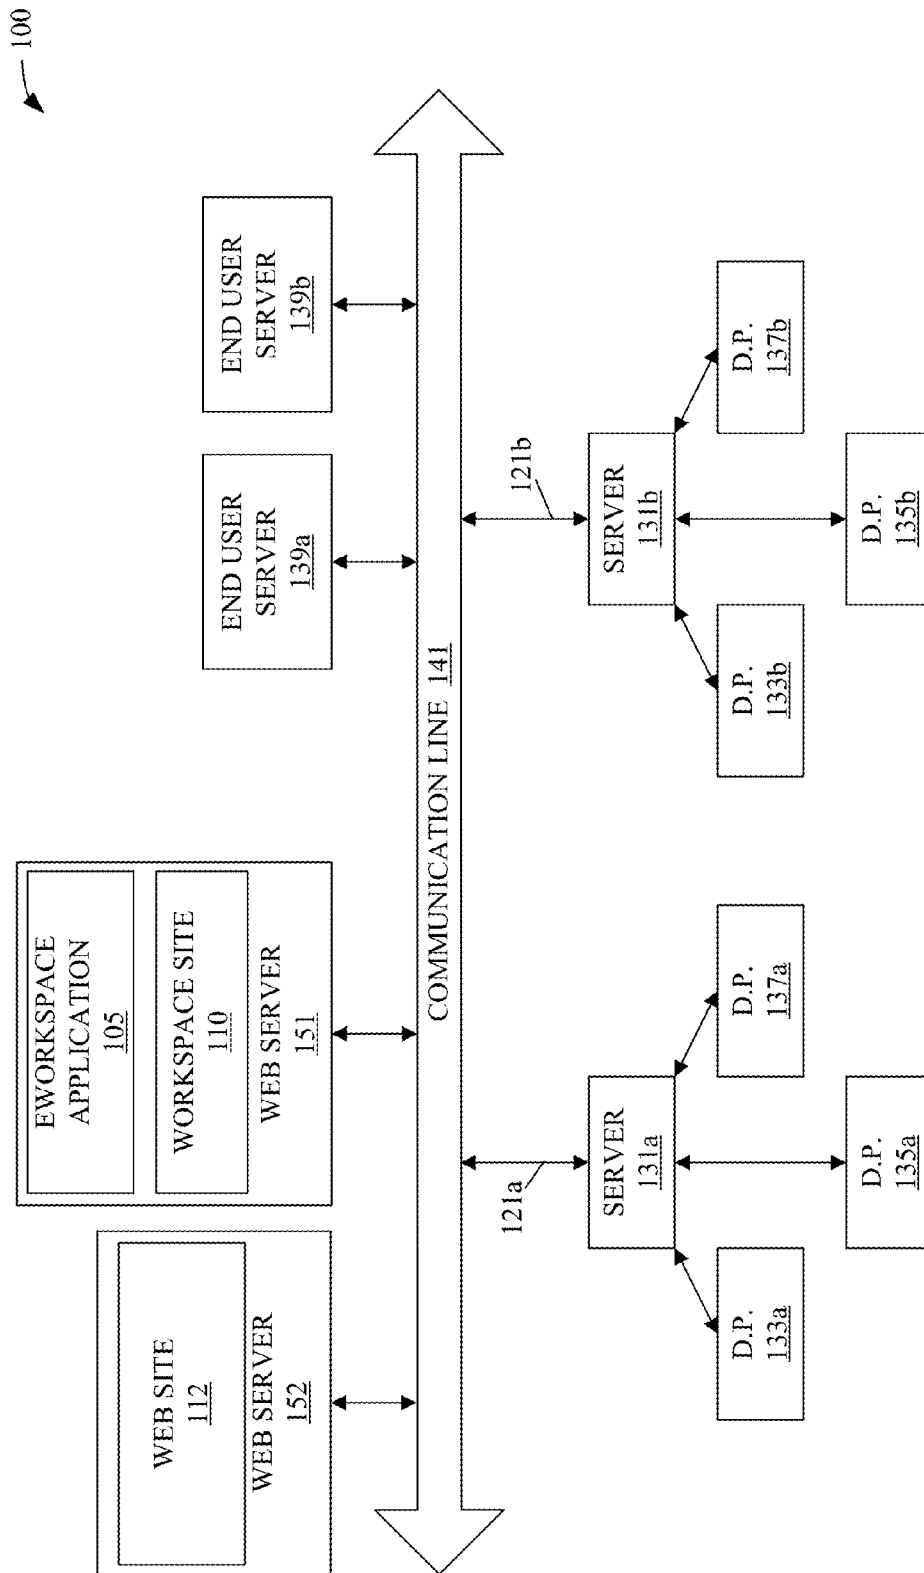 100
WEB SITE
112
WEB SERVER
152
EWORKSPACE
APPLICATION
105
WORKSPACE SITE
110
WEB SERVER
151
END USER
SERVER
139a
END USER
SERVER
139b
COMMUNICATION LINE 141
121a
121b
SERVER
131a
SERVER
131b
D.P.
133a
D.P.
137a
D.P.
133b
D.P.
137b
D.P.
135a
D.P.
135b